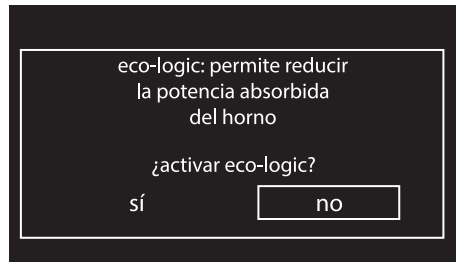 eco-logic: permite reducir
la potencia absorbida
del horno
¿activar eco-logic?
sí no